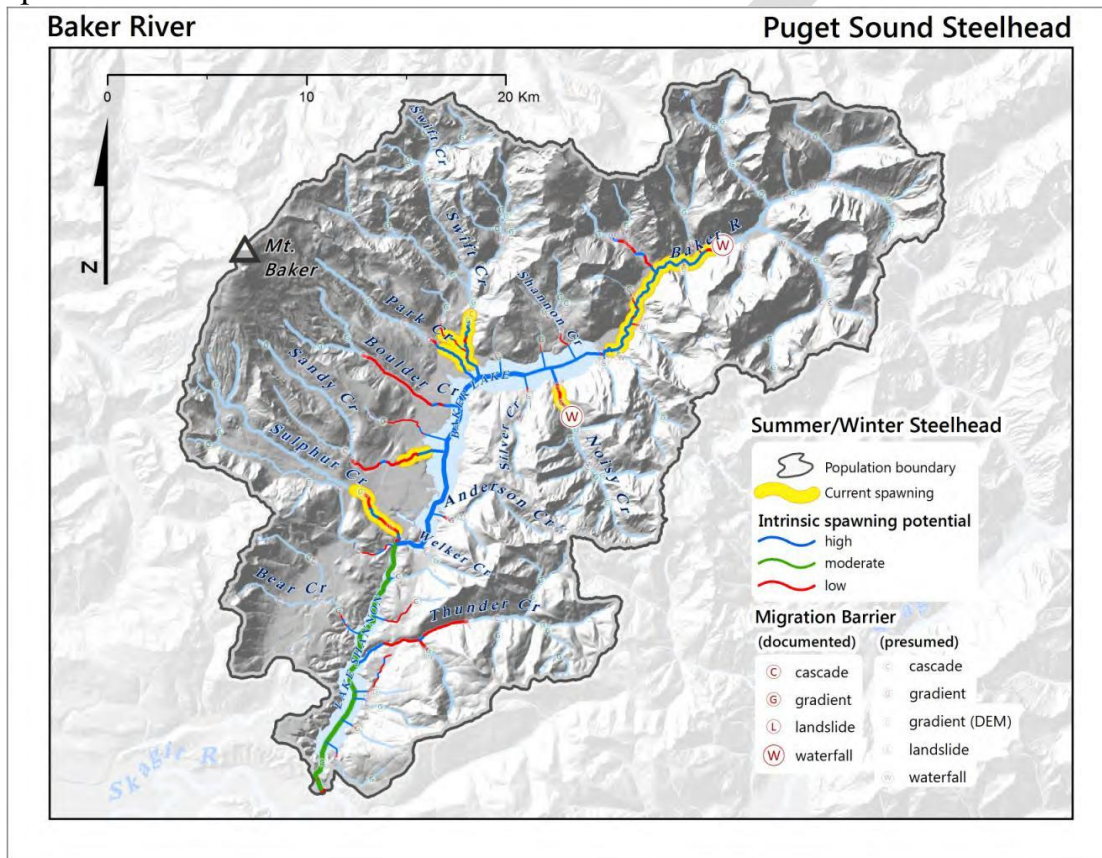 Baker River
Puget Sound Steelhead
0 10 20 Km
N
Mt.
Baker
Swift Cr
Swift Cr
Baker R
Shannon Cr
Park Cr
Boulder Cr
Sandy Cr
Sulphur Cr
BAKER LAKE
Silver Cr
Noisy Cr
Anderson Cr
Welker Cr
Bear Cr
Thunder Cr
LAKE SHANNON
Skagit R
W
W
Summer/Winter Steelhead
Population boundary
Current spawning
Intrinsic spawning potential
high
moderate
low
Migration Barrier
(documented)
C cascade
G gradient
L landslide
W waterfall
(presumed)
C cascade
G gradient
G gradient (DEM)
L landslide
W waterfall